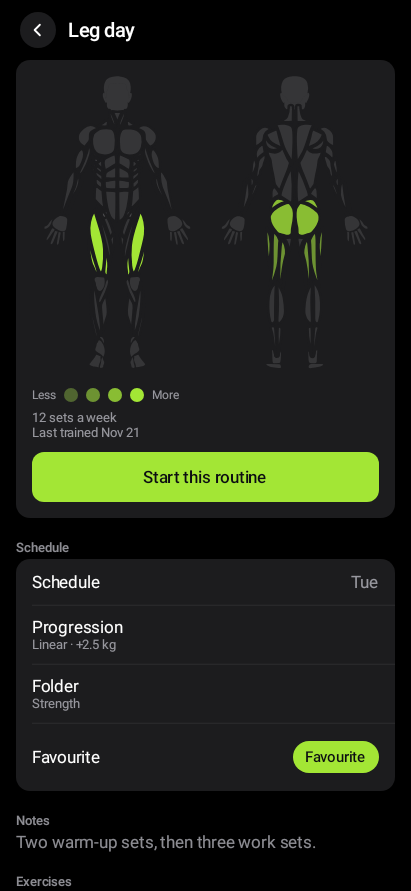 Leg day
Less
More
12 sets a week
Last trained Nov 21
Start this routine
Schedule
Schedule
Tue
Progression
Linear · +2.5 kg
Folder
Strength
Favourite
Favourite
Notes
Two warm-up sets, then three work sets.
Exercises